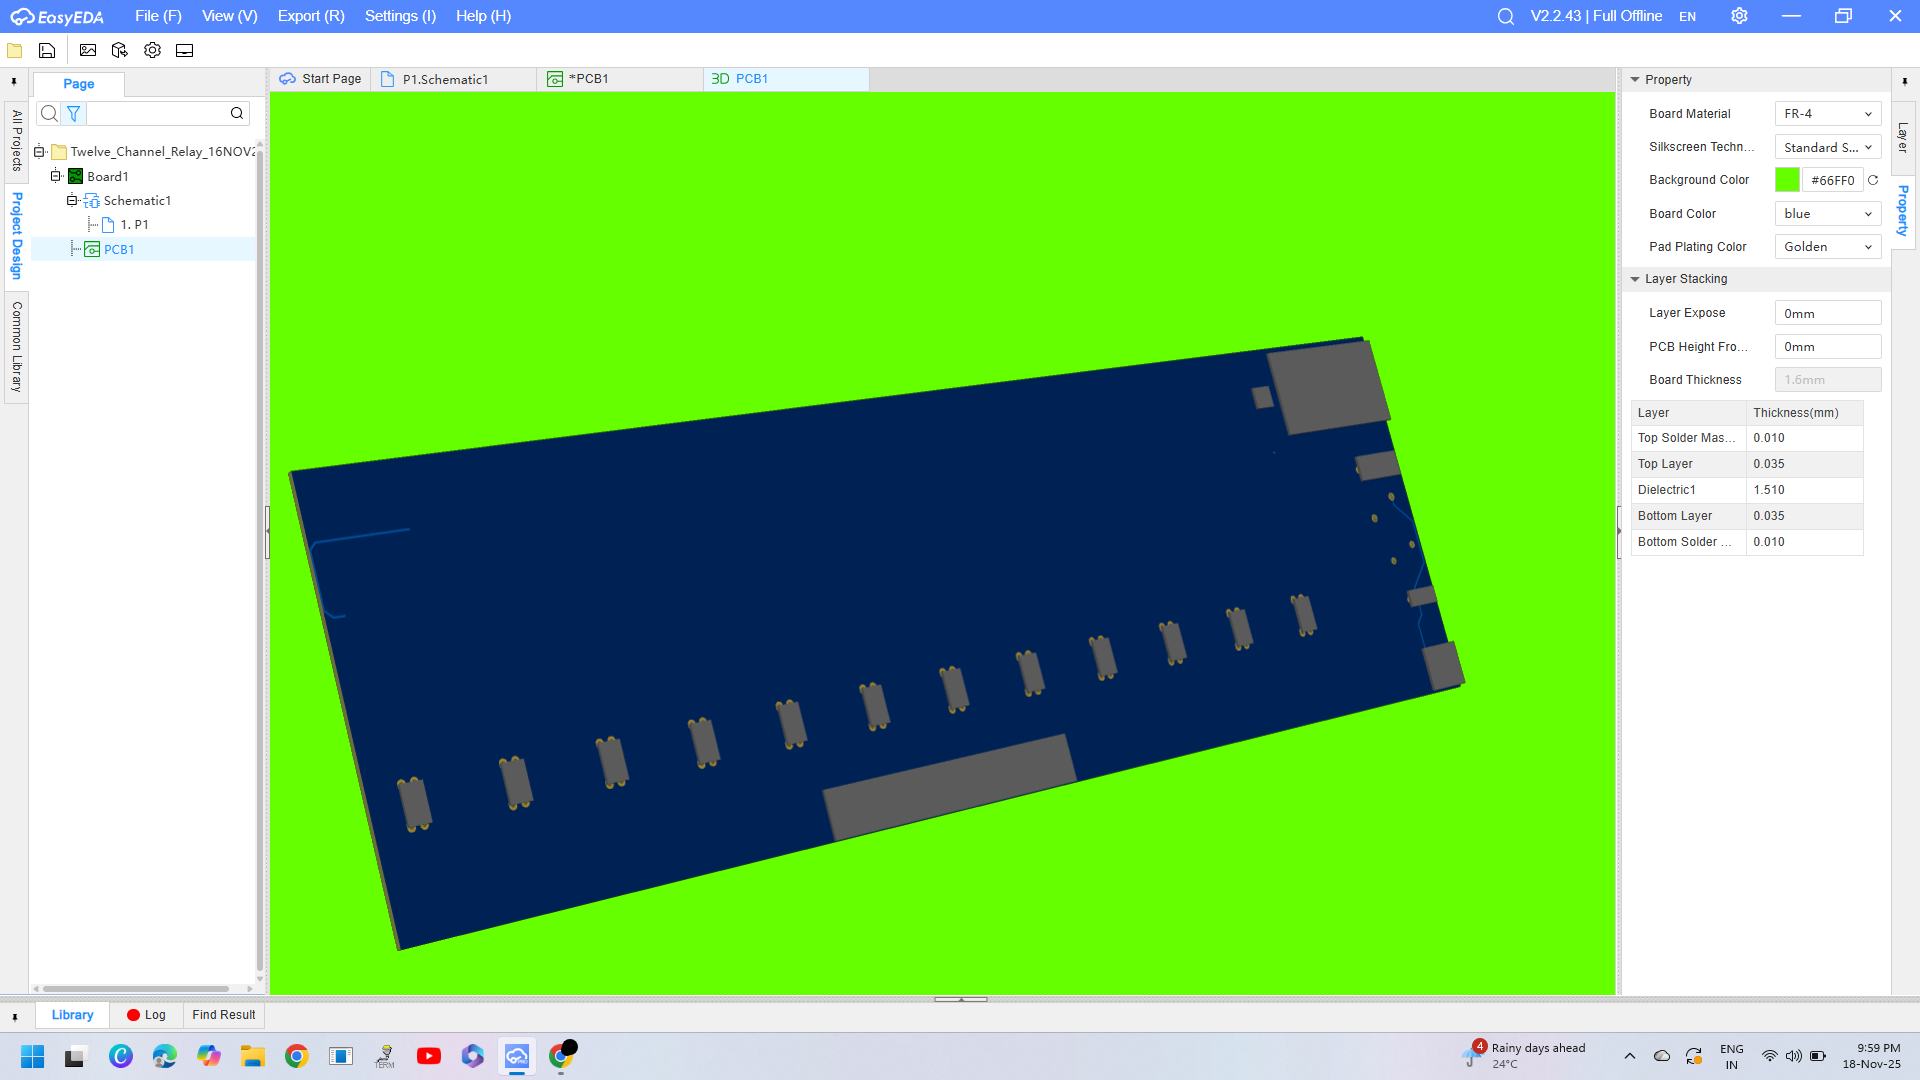 EasyEDA File (F) View (V) Export (R) Settings (I) Help (H) V2.2.43 | Full Offline EN
Page
Start Page P1.Schematic1 *PCB1 3D PCB1
All Projects
Project Design
Common Library
Twelve_Channel_Relay_16NOV2
Board1
Schematic1
1. P1
PCB1
Property
Board Material FR-4
Silkscreen Techn... Standard S...
Background Color #66FF0
Board Color blue
Pad Plating Color Golden
Layer Stacking
Layer Expose 0mm
PCB Height Fro... 0mm
Board Thickness 1.6mm
Layer Thickness(mm)
Top Solder Mas... 0.010
Top Layer 0.035
Dielectric1 1.510
Bottom Layer 0.035
Bottom Solder ... 0.010
Layer
Property
Library Log Find Result
TERM
PRO
4
Rainy days ahead
24°C
ENG
IN
9:59 PM
18-Nov-25